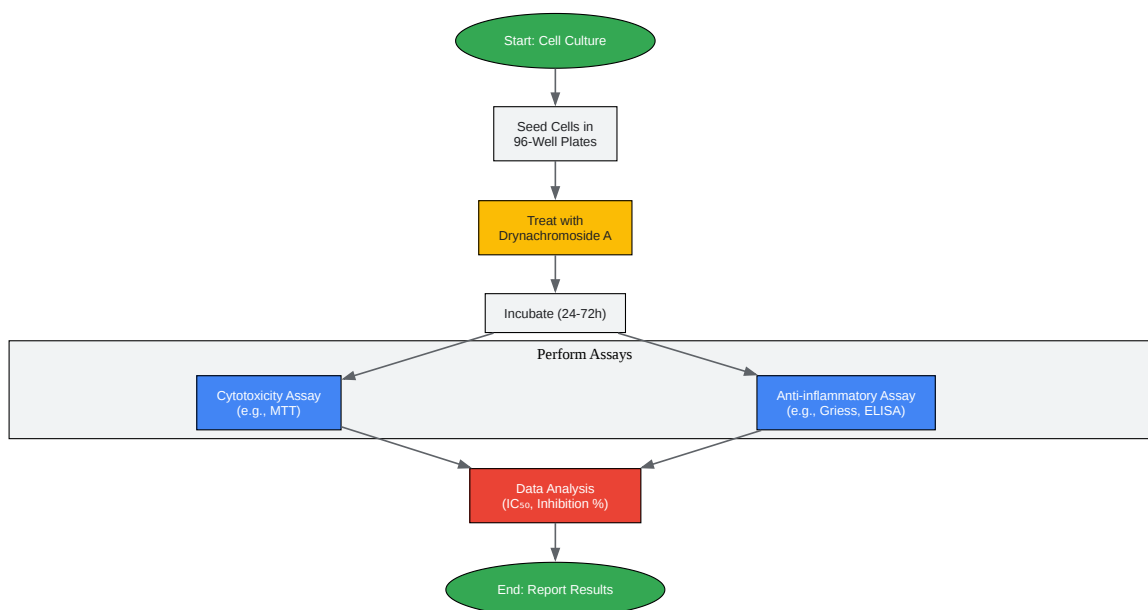 Start: Cell Culture
Seed Cells in
96-Well Plates
Treat with
Drynachromoside A
Incubate (24-72h)
Perform Assays
Cytotoxicity Assay
(e.g., MTT)
Anti-inflammatory Assay
(e.g., Griess, ELISA)
Data Analysis
(IC₅₀, Inhibition %)
End: Report Results